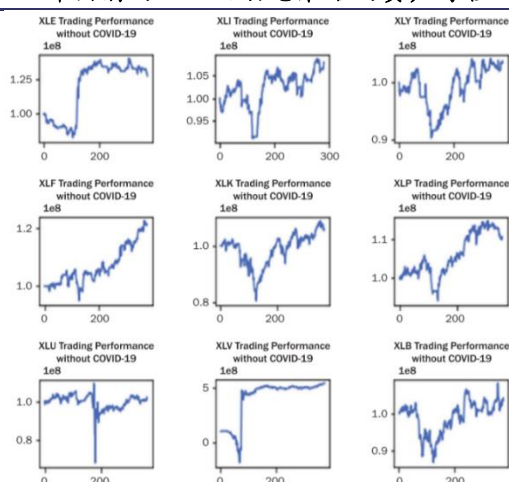 XLE Trading Performance
without COVID-19
1e8
1.25
1.00
0
200
XLI Trading Performance
without COVID-19
1e8
1.05
1.00
0.95
0
200
300
XLY Trading Performance
without COVID-19
1e8
1.0
0.9
0
200
XLF Trading Performance
without COVID-19
1e8
1.2
1.0
0
200
XLK Trading Performance
without COVID-19
1e8
1.0
0.8
0
200
XLP Trading Performance
without COVID-19
1e8
1.1
1.0
0
200
XLU Trading Performance
without COVID-19
1e8
1.0
0.8
XLV Trading Performance
without COVID-19
1e8
5
0
XLB Trading Performance
without COVID-19
1e8
1.0
0.9